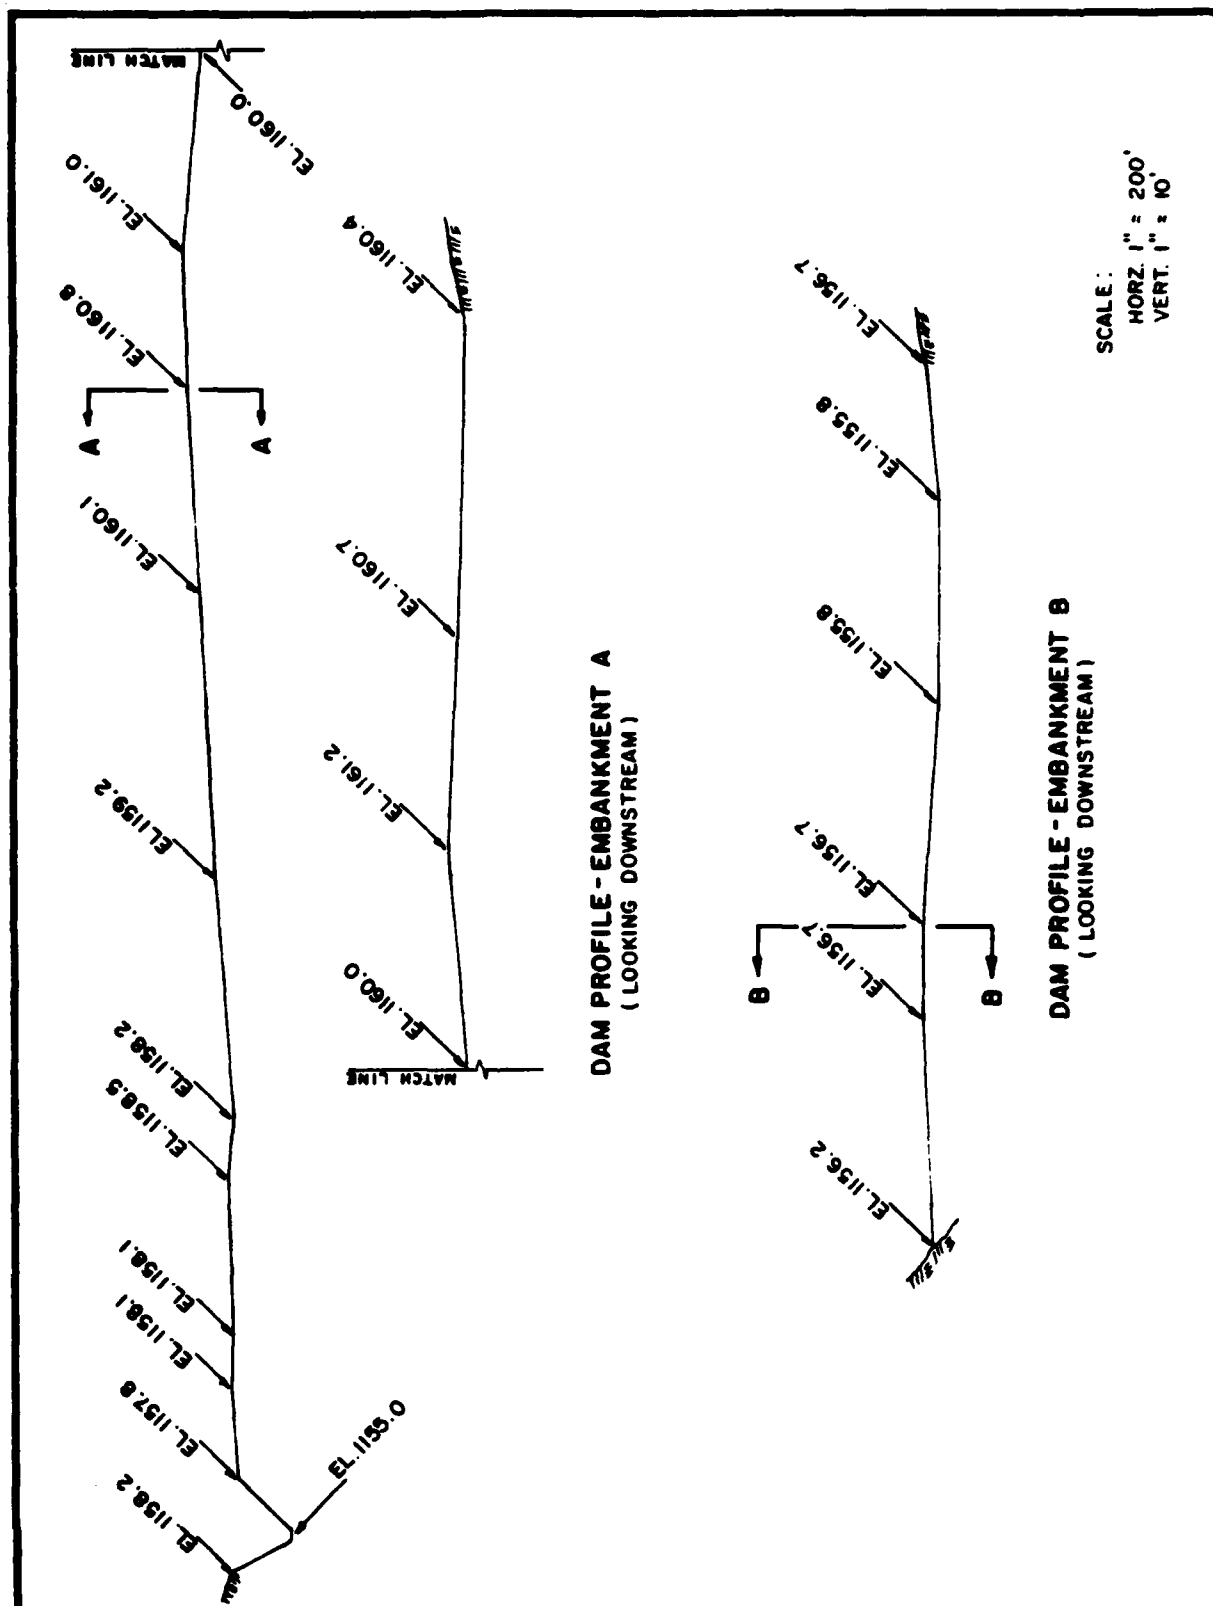 EL. 1158.2
EL. 1155.0
EL. 1157.8
EL. 1158.1
EL. 1158.1
EL. 1158.5
EL. 1158.2
EL. 1159.2
EL. 1160.1
A
A
EL. 1160.8
EL. 1161.0
EL. 1160.0
MATCH LINE
MATCH LINE
EL. 1160.0
EL. 1161.2
EL. 1160.7
EL. 1160.4
DAM PROFILE - EMBANKMENT A
( LOOKING DOWNSTREAM )
EL. 1156.2
B
B
EL. 1156.7
EL. 1156.7
EL. 1155.8
EL. 1155.8
EL. 1156.7
DAM PROFILE - EMBANKMENT B
( LOOKING DOWNSTREAM )
SCALE:
HORZ. 1" = 200'
VERT. 1" = 10'